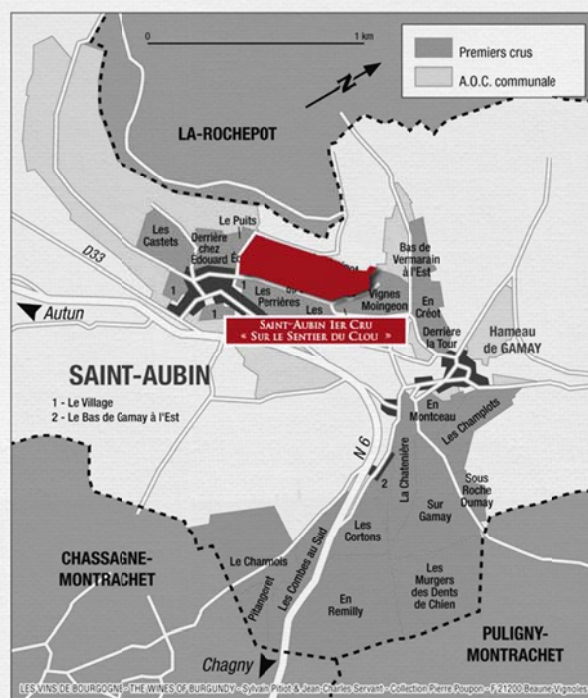 0
1 km
N
Premiers crus
A.O.C. communale
LA-ROCHEPOT
Le Puits
Les
Castets
Derrière
chez
Edouard
D33
Bas de
Vermarain
à l'Est
1
Les
Perrières
Les
Vignes
Moingeon
En
Créot
Autun
1
SAINT-AUBIN 1ER CRU
« SUR LE SENTIER DU CLOU »
Derrière
la Tour
Hameau
de GAMAY
SAINT-AUBIN
1 - Le Village
2 - Le Bas de Gamay à l'Est
En
Montceau
Les Champlots
N 6
La Chatenière
2
Sous
Roche
Dumay
Sur
Gamay
Les
Cortons
CHASSAGNE-
MONTRACHET
Le Charmois
Pitangeret
Les Combes au Sud
En
Remilly
Les
Murgers
des Dents
de Chien
PULIGNY-
MONTRACHET
Chagny
LES VINS DE BOURGOGNE - THE WINES OF BURGUNDY - Sylvain Pitiot & Jean-Charles Servant - Collection Pierre Poupon - F-21200 Beaune-Vignoles